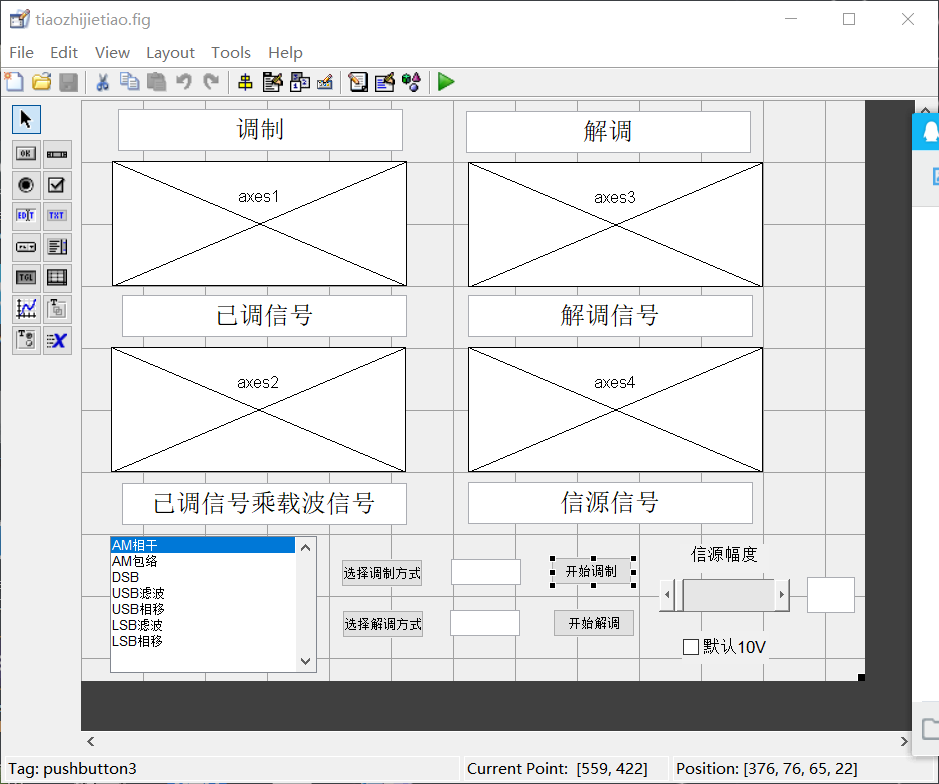 tiaozhijietiao.fig
File Edit View Layout Tools Help
调制
解调
axes1
axes3
已调信号
解调信号
axes2
axes4
已调信号乘载波信号
信源信号
OK
EDIT
TXT
TGL
AM相干
AM包络
DSB
USB滤波
USB相移
LSB滤波
LSB相移
选择调制方式
开始调制
选择解调方式
开始解调
信源幅度
默认10V
Tag: pushbutton3
Current Point: [559, 422]
Position: [376, 76, 65, 22]